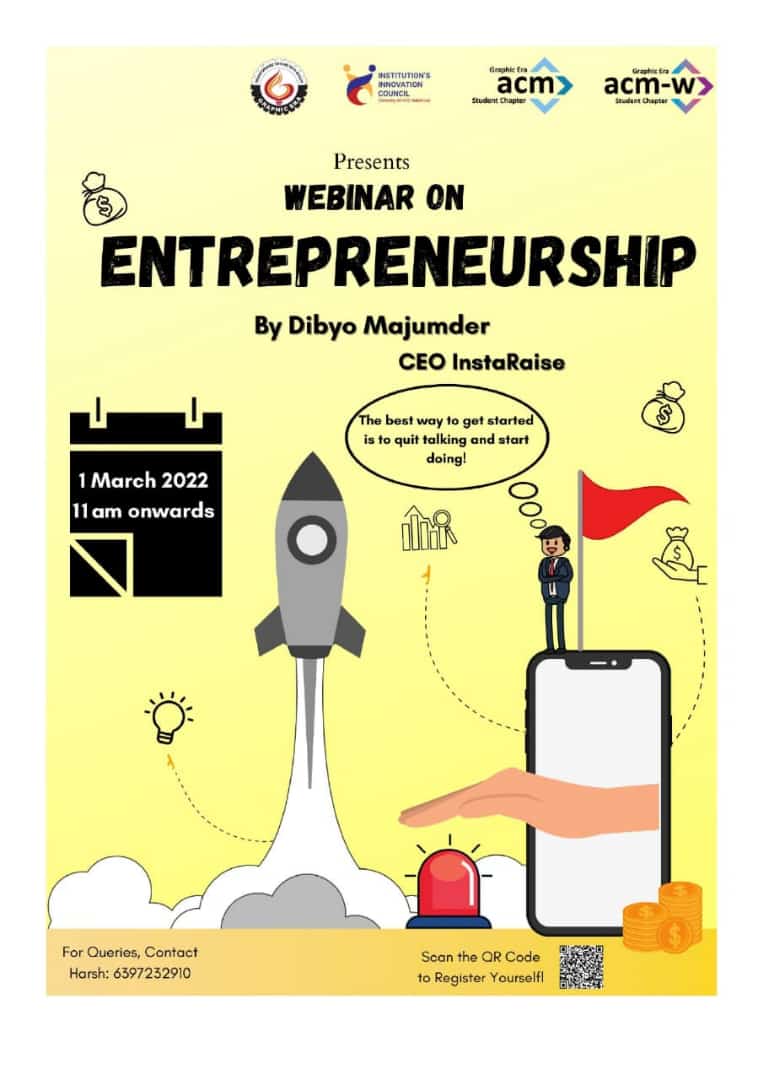 GRAPHIC ERA
INSTITUTION'S
INNOVATION
COUNCIL
Graphic Era
acm
Student Chapter
Graphic Era
acm-w
Student Chapter
Presents
WEBINAR ON
ENTREPRENEURSHIP
By Dibyo Majumder
CEO InstaRaise
The best way to get started
is to quit talking and start
doing!
1 March 2022
11am onwards
For Queries, Contact
Harsh: 6397232910
Scan the QR Code
to Register Yourself!